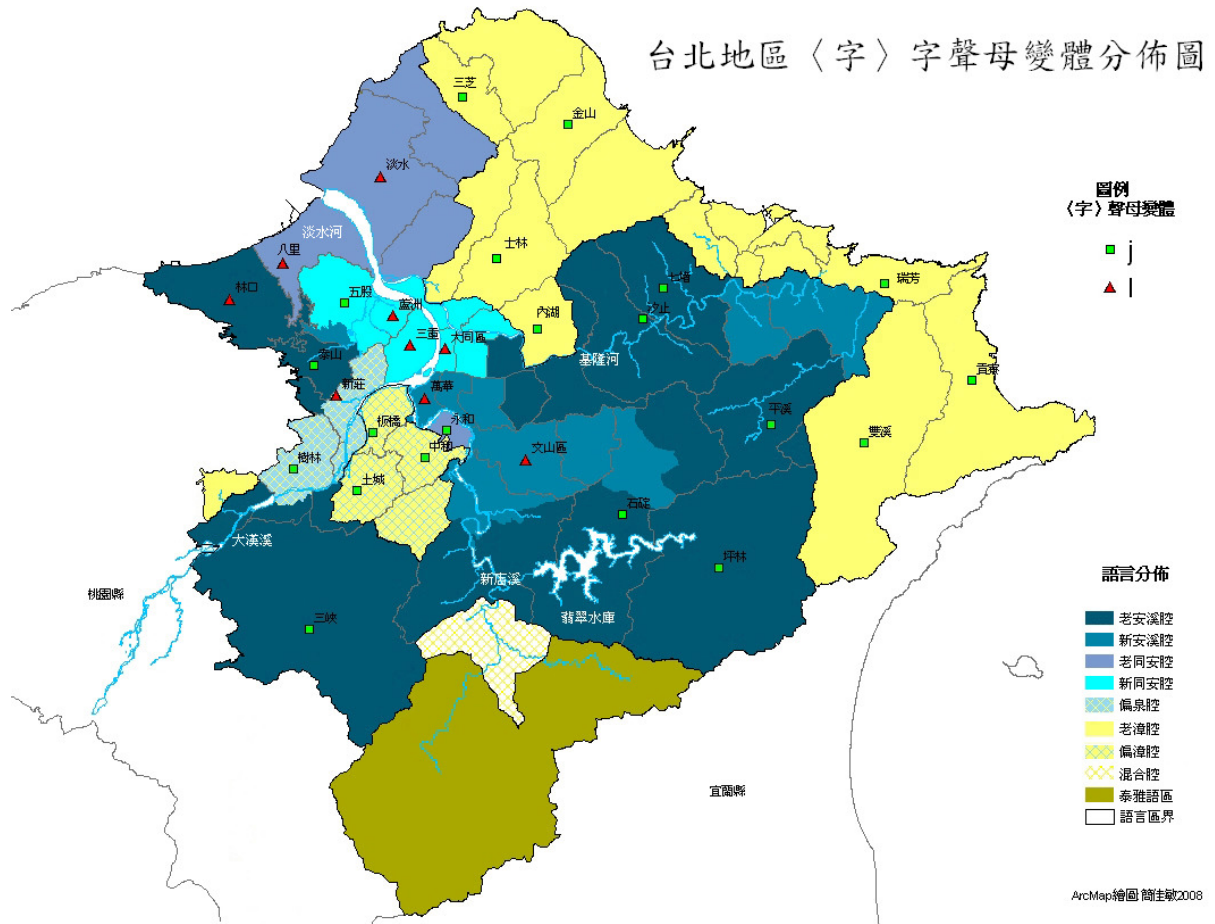 台北地區〈字〉字聲母變體分佈圖
三芝
金山
淡水
圖例
〈字〉聲母變體
j
l
淡水河
八里
士林
林口
五股
七堵
瑞芳
蘆洲
汐止
內湖
三重
大同區
基隆河
泰山
貢寮
新莊
萬華
平溪
板橋
永和
雙溪
中和
文山區
樹林
土城
石碇
大漢溪
坪林
新店溪
語言分佈
桃園縣
翡翠水庫
三峽
老安溪腔
新安溪腔
老同安腔
新同安腔
偏泉腔
老漳腔
偏漳腔
混合腔
宜蘭縣
泰雅語區
語言區界
ArcMap繪圖 簡佳敏2008